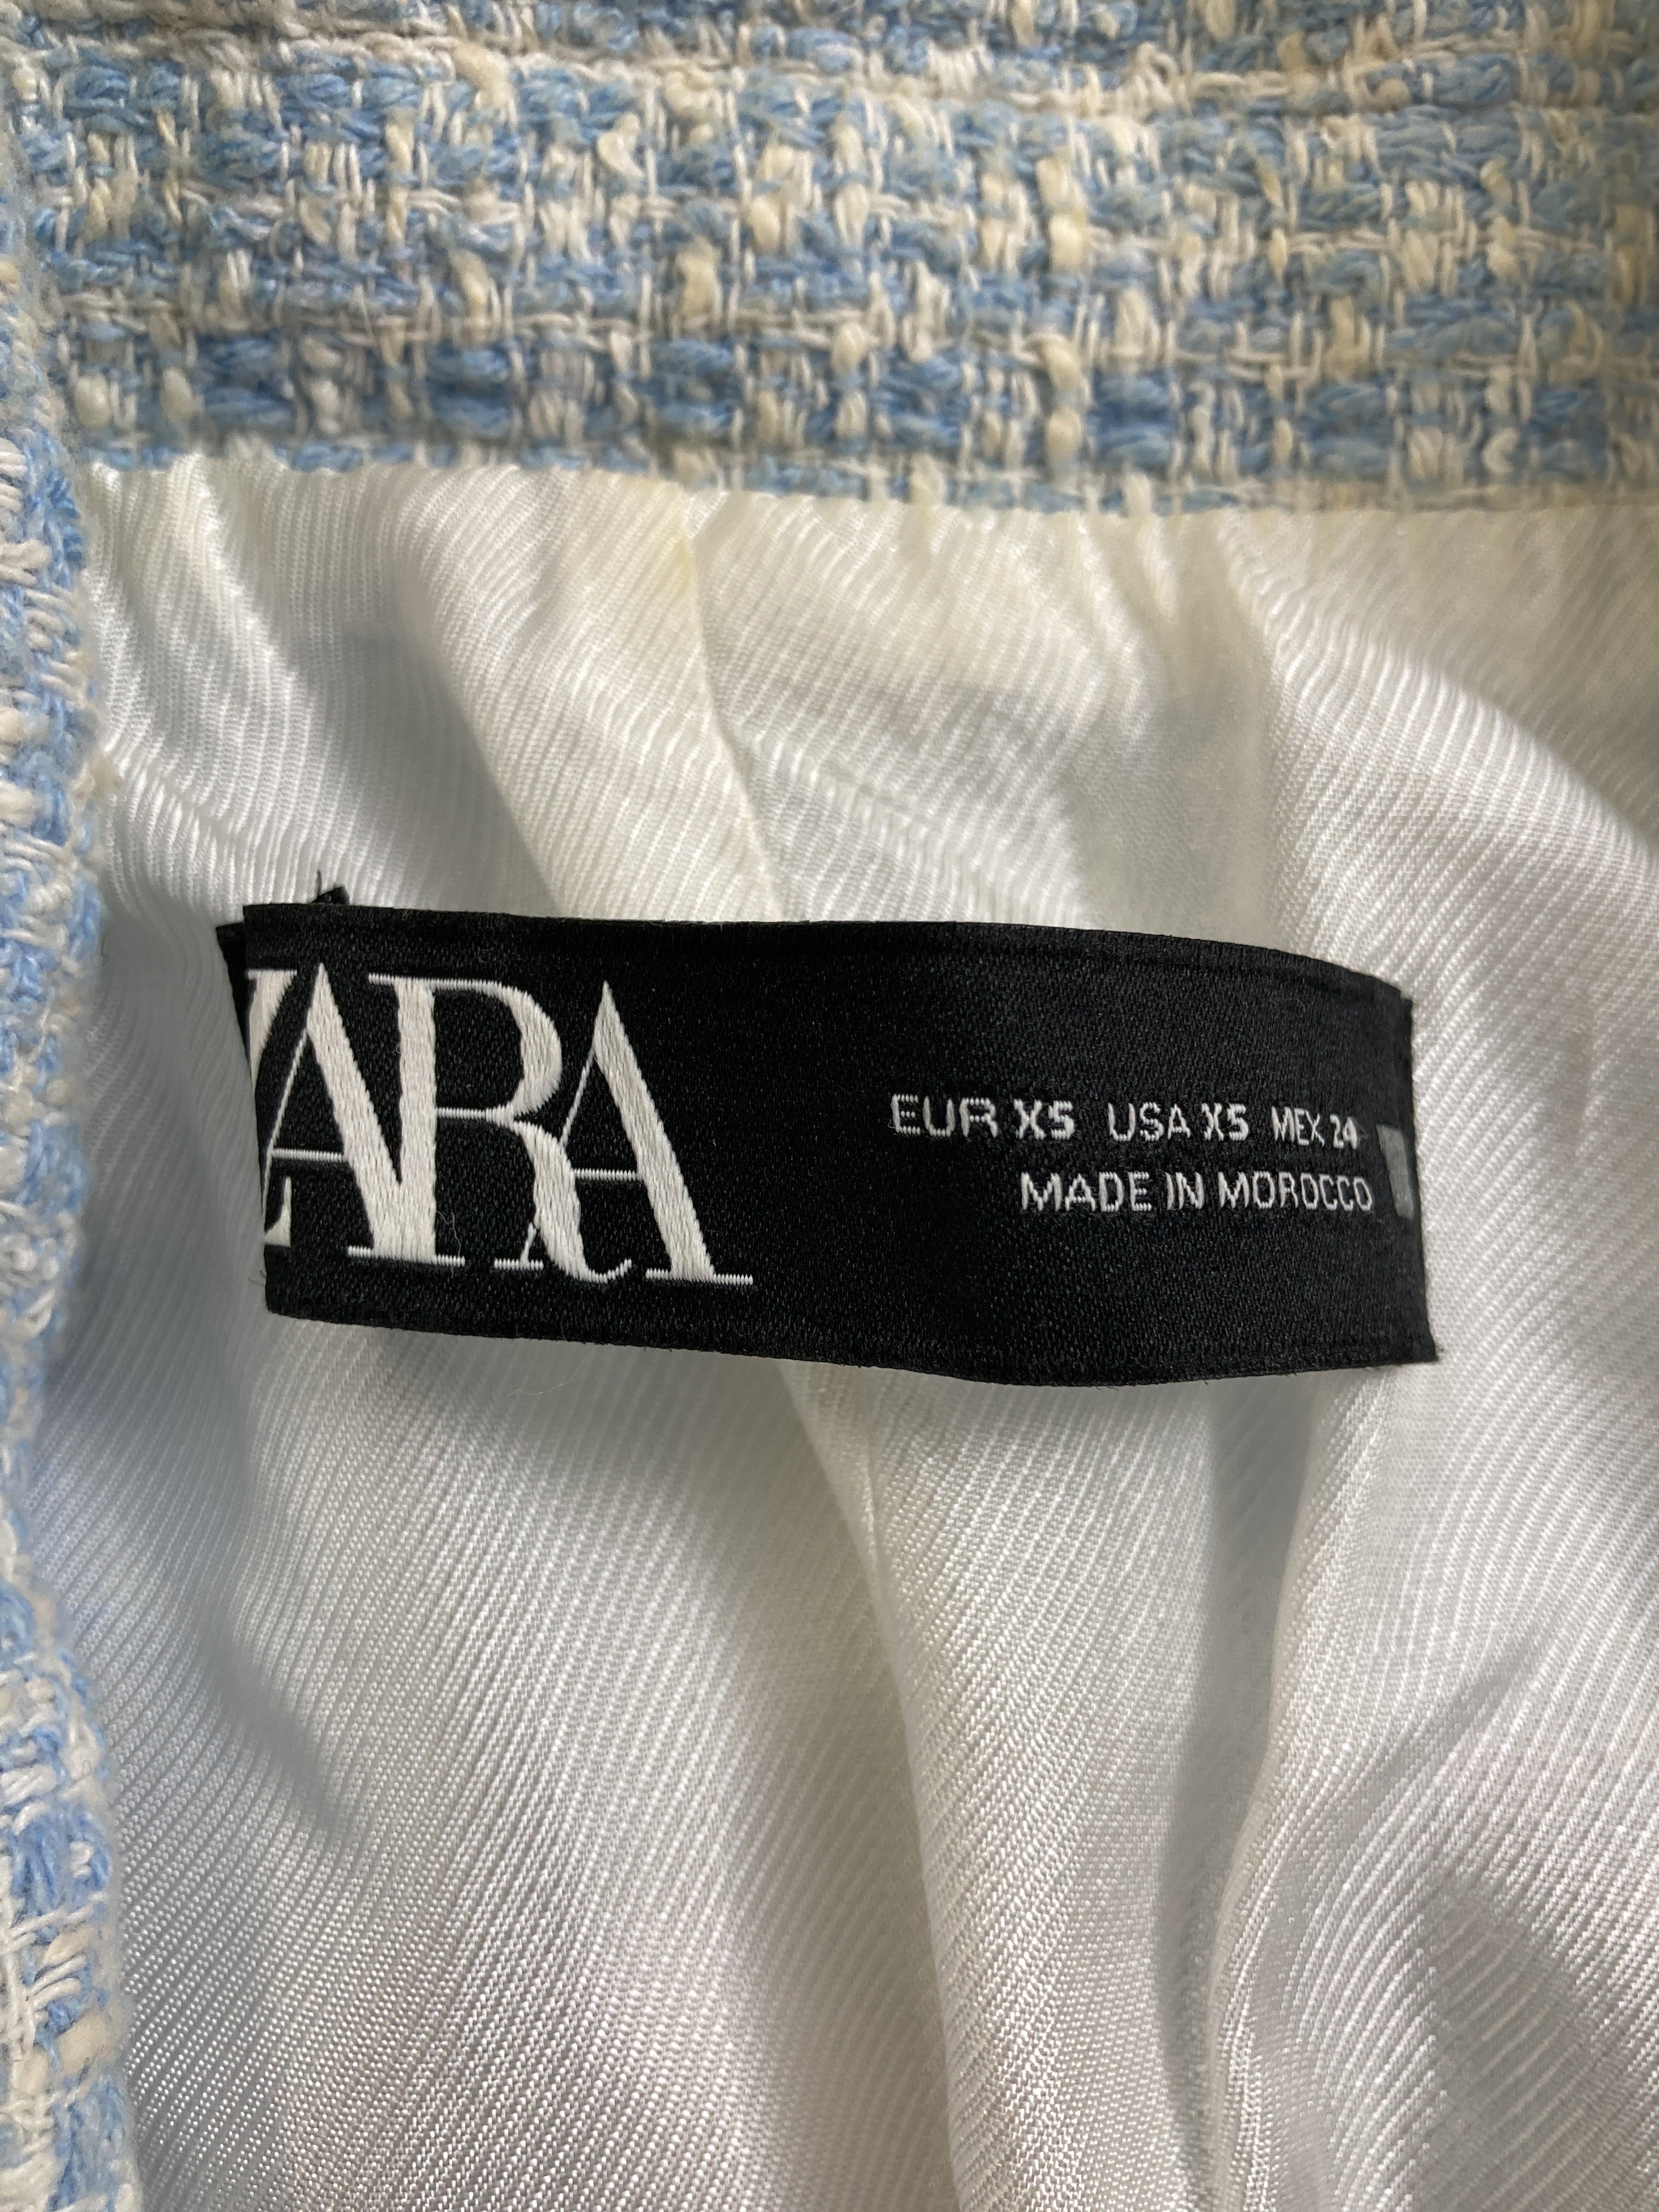 ZARA
EUR XS USA XS MEX 24
MADE IN MOROCCO